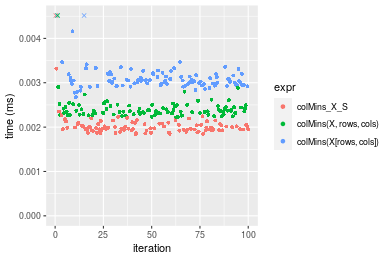 0.004
0.003
0.002
0.001
0.000
time (ms)
0 25 50 75 100
iteration
expr
colMins_X_S
colMins(X, rows, cols)
colMins(X[rows, cols])